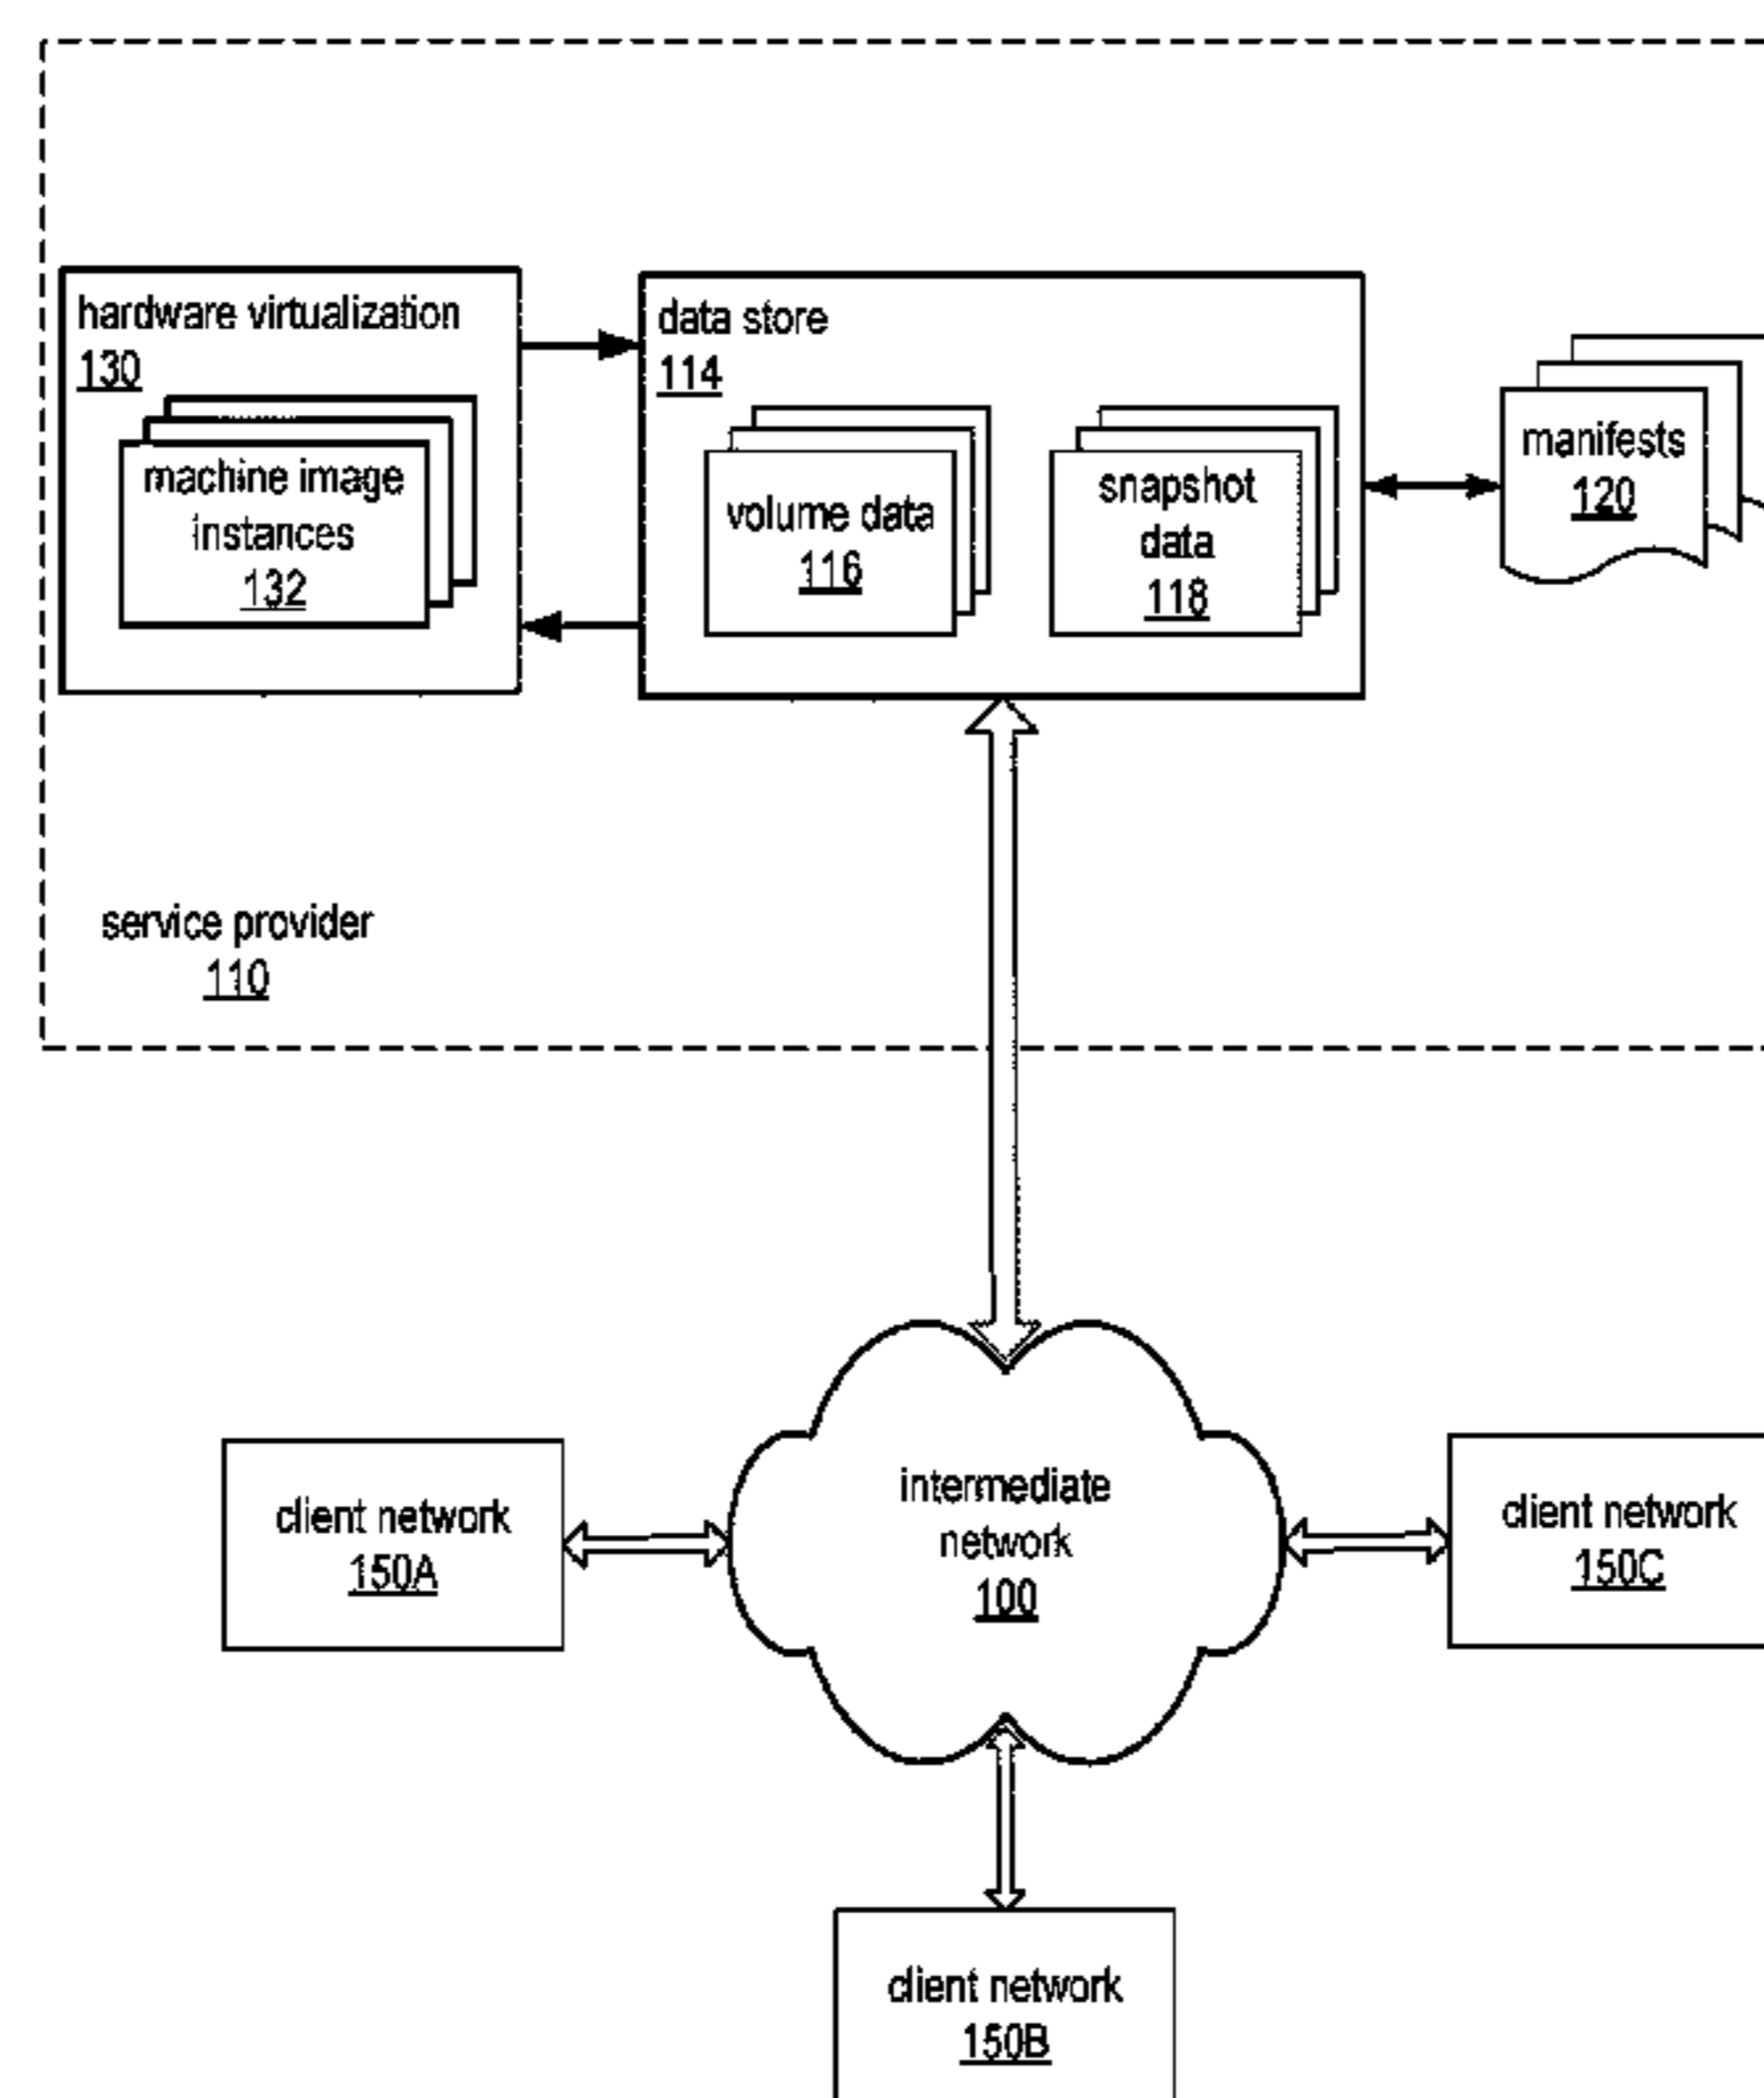 hardware virtualization
130
machine image
instances
132
data store
114
volume data
116
snapshot
data
118
manifests
120
service provider
110
intermediate
network
100
client network
150A
client network
150C
client network
150B